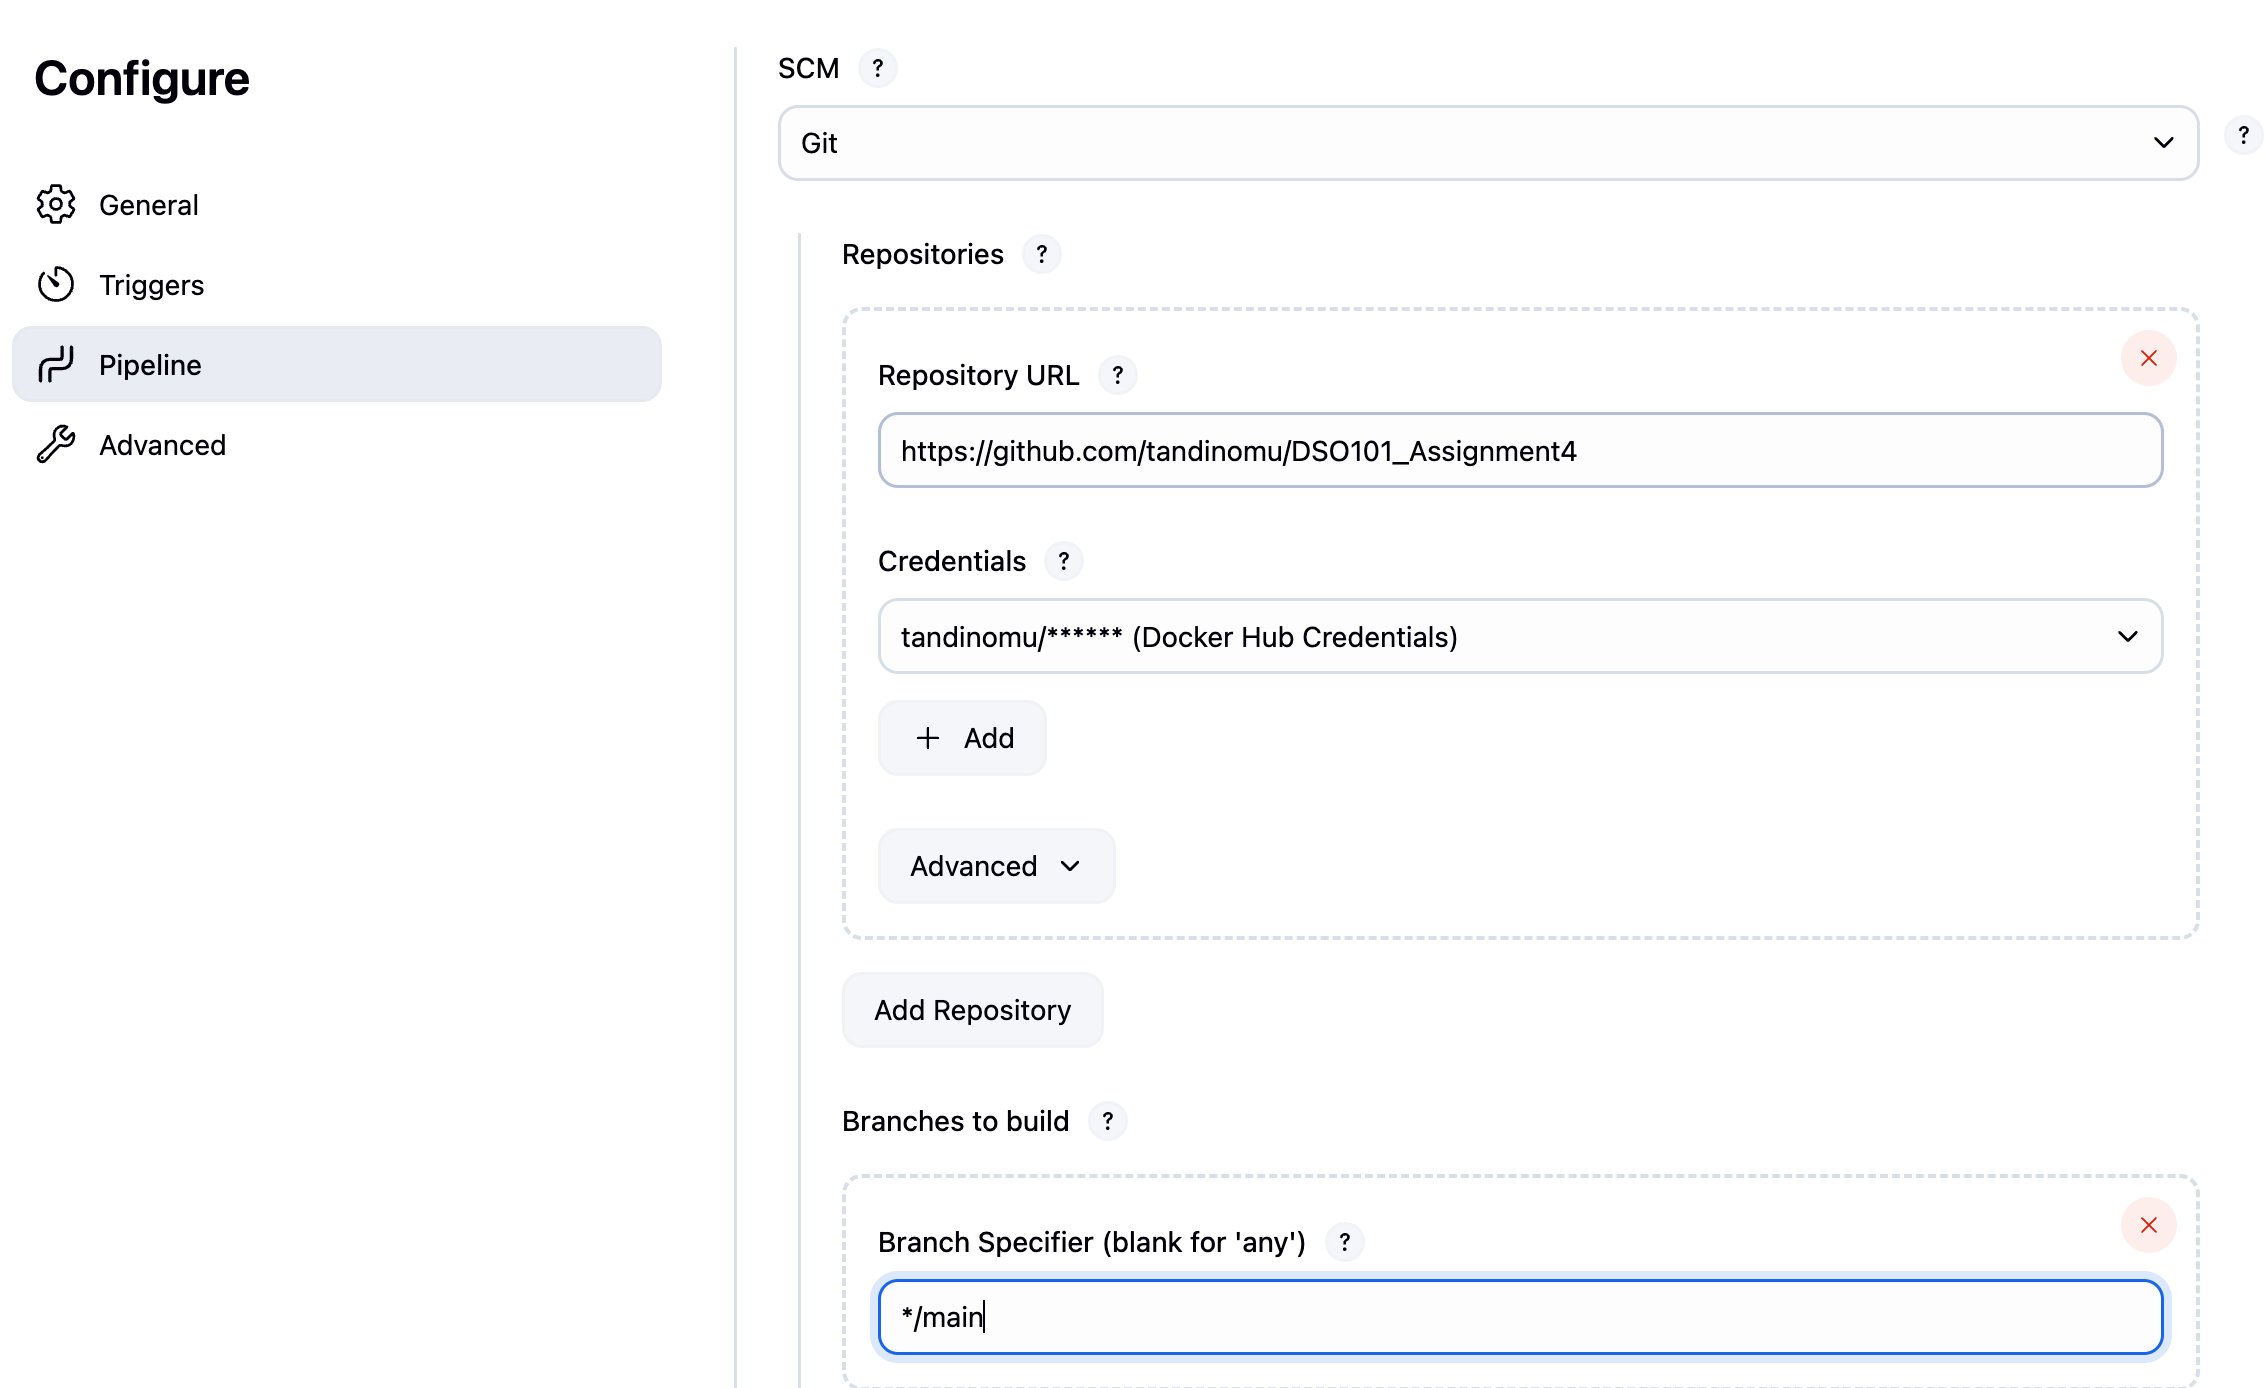 Configure
General
Triggers
Pipeline
Advanced
SCM ?
Git
?
Repositories ?
Repository URL ?
https://github.com/tandinomu/DSO101_Assignment4
Credentials ?
tandinomu/****** (Docker Hub Credentials)
+ Add
Advanced
Add Repository
Branches to build ?
Branch Specifier (blank for 'any') ?
*/main